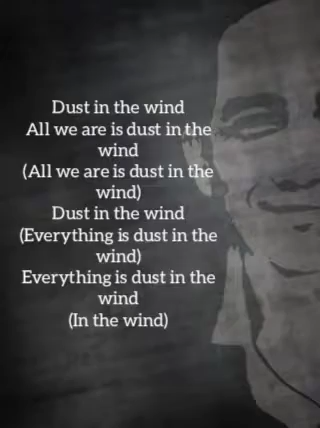 Dust in the wind
All we are is dust in the
wind
(All we are is dust in the
wind)
Dust in the wind
(Everything is dust in the
wind)
Everything is dust in the
wind
(In the wind)